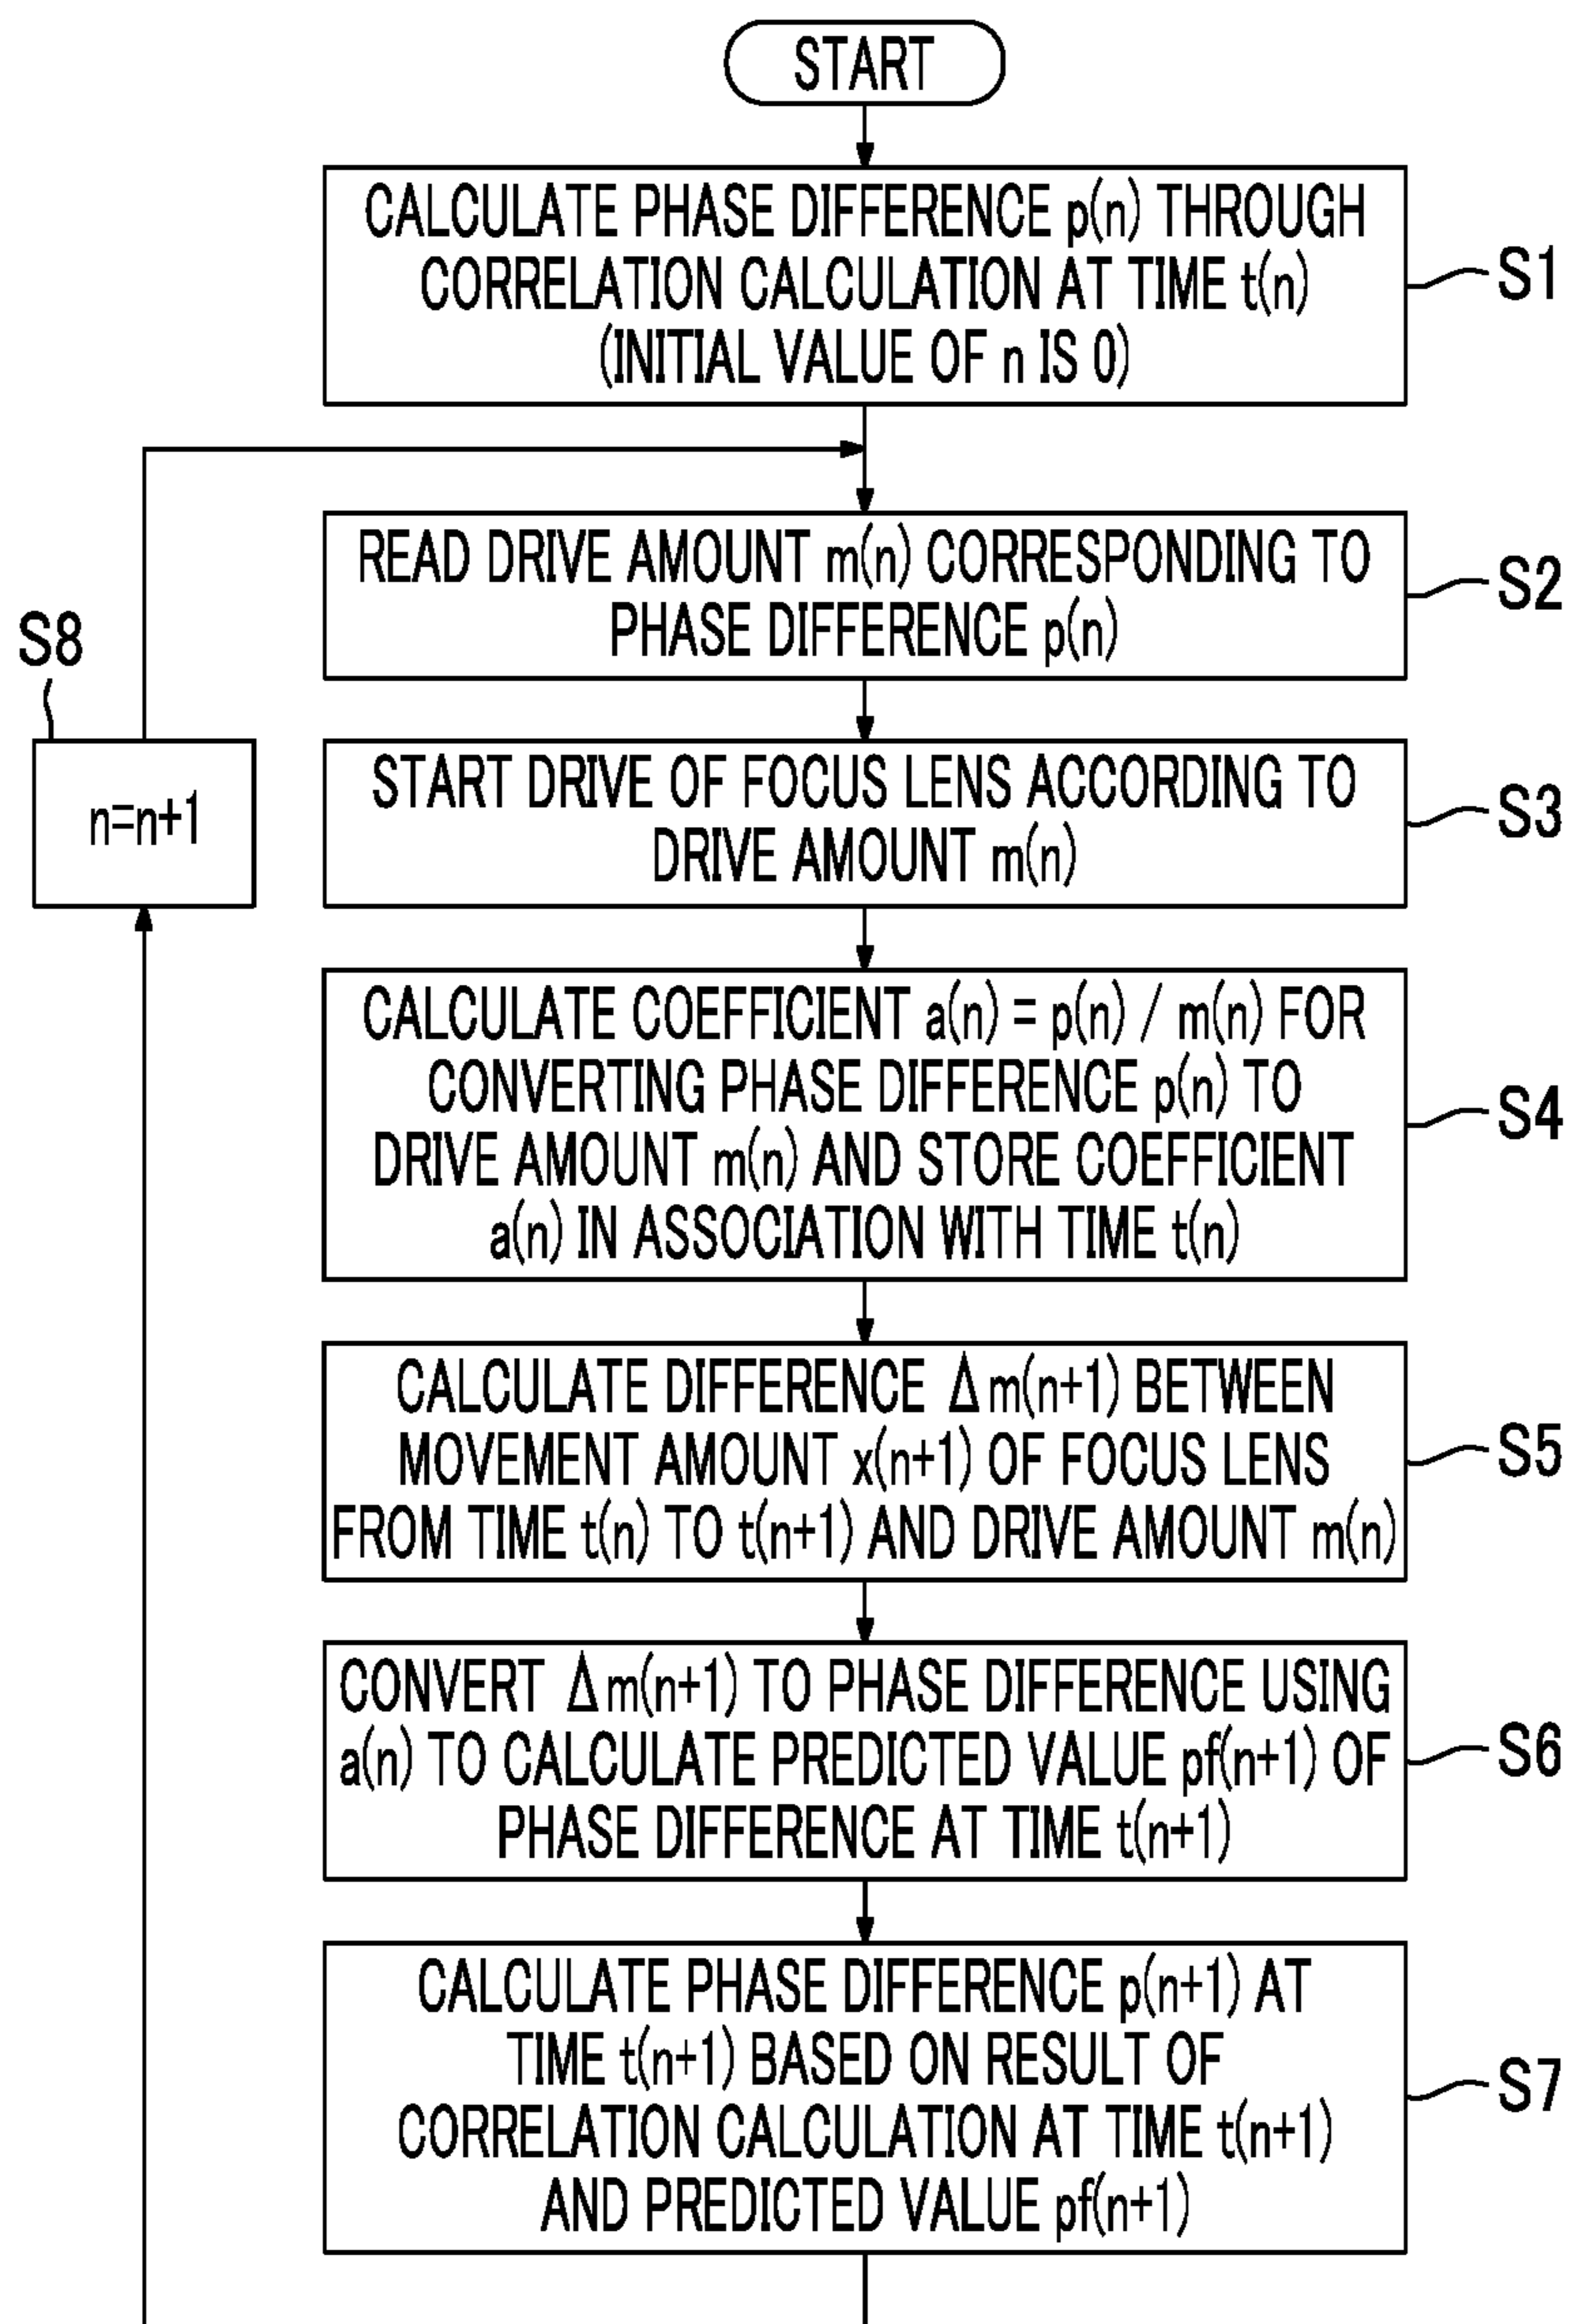 START
CALCULATE PHASE DIFFERENCE p(n) THROUGH
CORRELATION CALCULATION AT TIME t(n)
(INITIAL VALUE OF n IS 0)
S1
READ DRIVE AMOUNT m(n) CORRESPONDING TO
PHASE DIFFERENCE p(n)
S2
S8
n=n+1
START DRIVE OF FOCUS LENS ACCORDING TO
DRIVE AMOUNT m(n)
S3
CALCULATE COEFFICIENT a(n) = p(n) / m(n) FOR
CONVERTING PHASE DIFFERENCE p(n) TO
DRIVE AMOUNT m(n) AND STORE COEFFICIENT
a(n) IN ASSOCIATION WITH TIME t(n)
S4
CALCULATE DIFFERENCE Δm(n+1) BETWEEN
MOVEMENT AMOUNT x(n+1) OF FOCUS LENS
FROM TIME t(n) TO t(n+1) AND DRIVE AMOUNT m(n)
S5
CONVERT Δm(n+1) TO PHASE DIFFERENCE USING
a(n) TO CALCULATE PREDICTED VALUE pf(n+1) OF
PHASE DIFFERENCE AT TIME t(n+1)
S6
CALCULATE PHASE DIFFERENCE p(n+1) AT
TIME t(n+1) BASED ON RESULT OF
CORRELATION CALCULATION AT TIME t(n+1)
AND PREDICTED VALUE pf(n+1)
S7